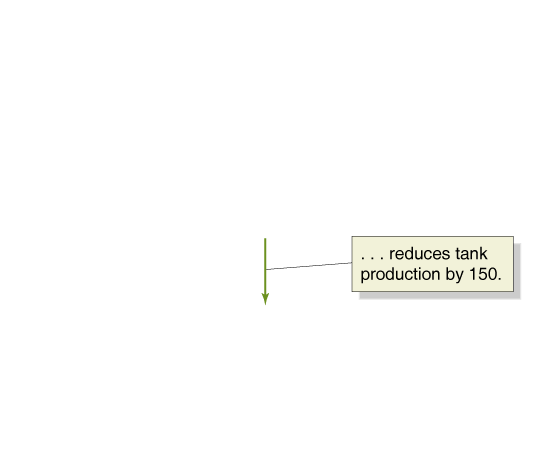 . . . reduces tank
production by 150.